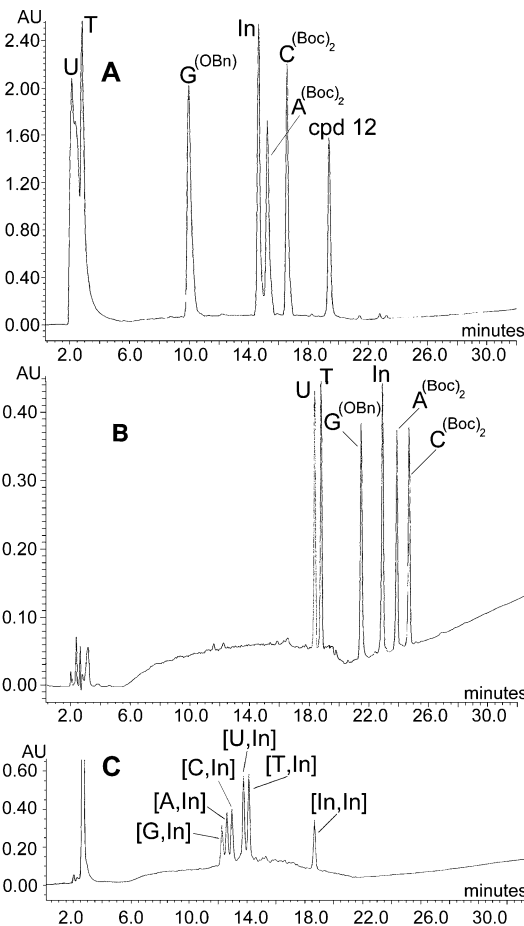 AU
2.40
2.00
1.60
1.20
0.80
0.40
0.00
U
T
A
G(OBn)
In
C(Boc)2
A(Boc)2
cpd 12
minutes
2.0 6.0 10.0 14.0 18.0 22.0 26.0 30.0
AU
0.40
0.30
0.20
0.10
0.00
B
U T
G(OBn)
In
A(Boc)2
C(Boc)2
minutes
2.0 6.0 10.0 14.0 18.0 22.0 26.0 30.0
AU
0.60
0.40
0.20
0.00
C
[U,In]
[C,In] [T,In]
[A,In]
[G,In]
[In,In]
minutes
2.0 6.0 10.0 14.0 18.0 22.0 26.0 30.0